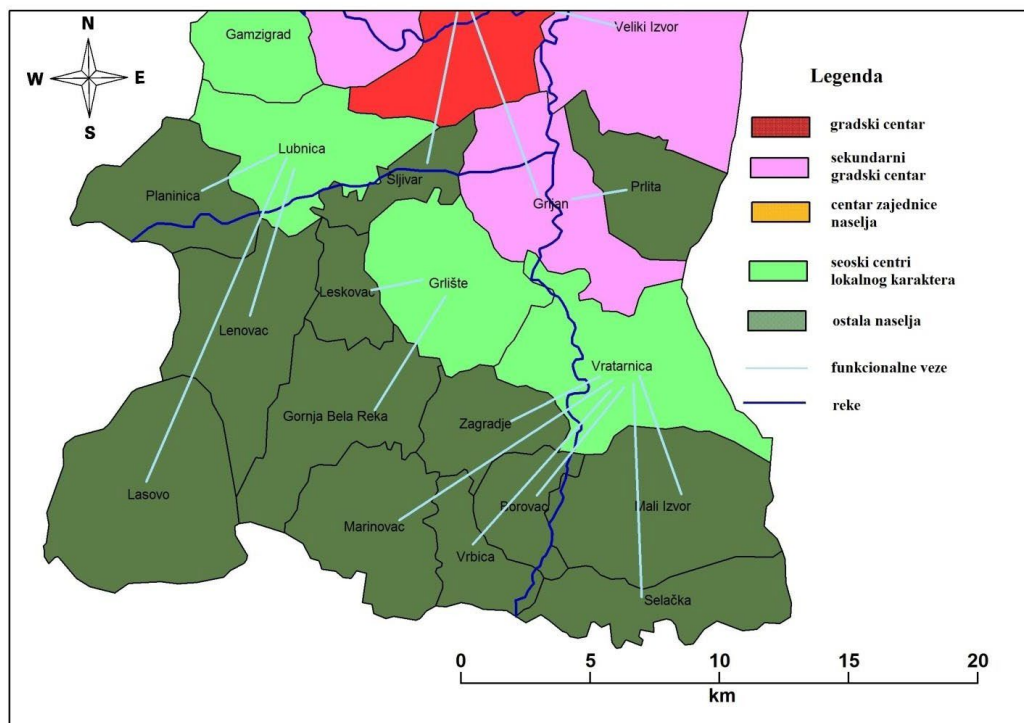 N
W
E
S
Gamzigrad
Veliki Izvor
Lubnica
Planinica
Šljivar
Grljan
Prlita
Leskovac
Grlište
Lenovac
Vratarnica
Gornja Bela Reka
Zagradje
Lasovo
Marinovac
Borovac
Mali Izvor
Vrbica
Selačka
Legenda
gradski centar
sekundarni
gradski centar
centar zajednice
naselja
seoski centri
lokalnog karaktera
ostala naselja
funkcionalne veze
reke
0 5 10 15 20
km